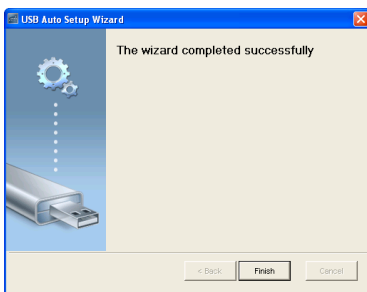 USB Auto Setup Wizard
The wizard completed successfully
< Back
Finish
Cancel